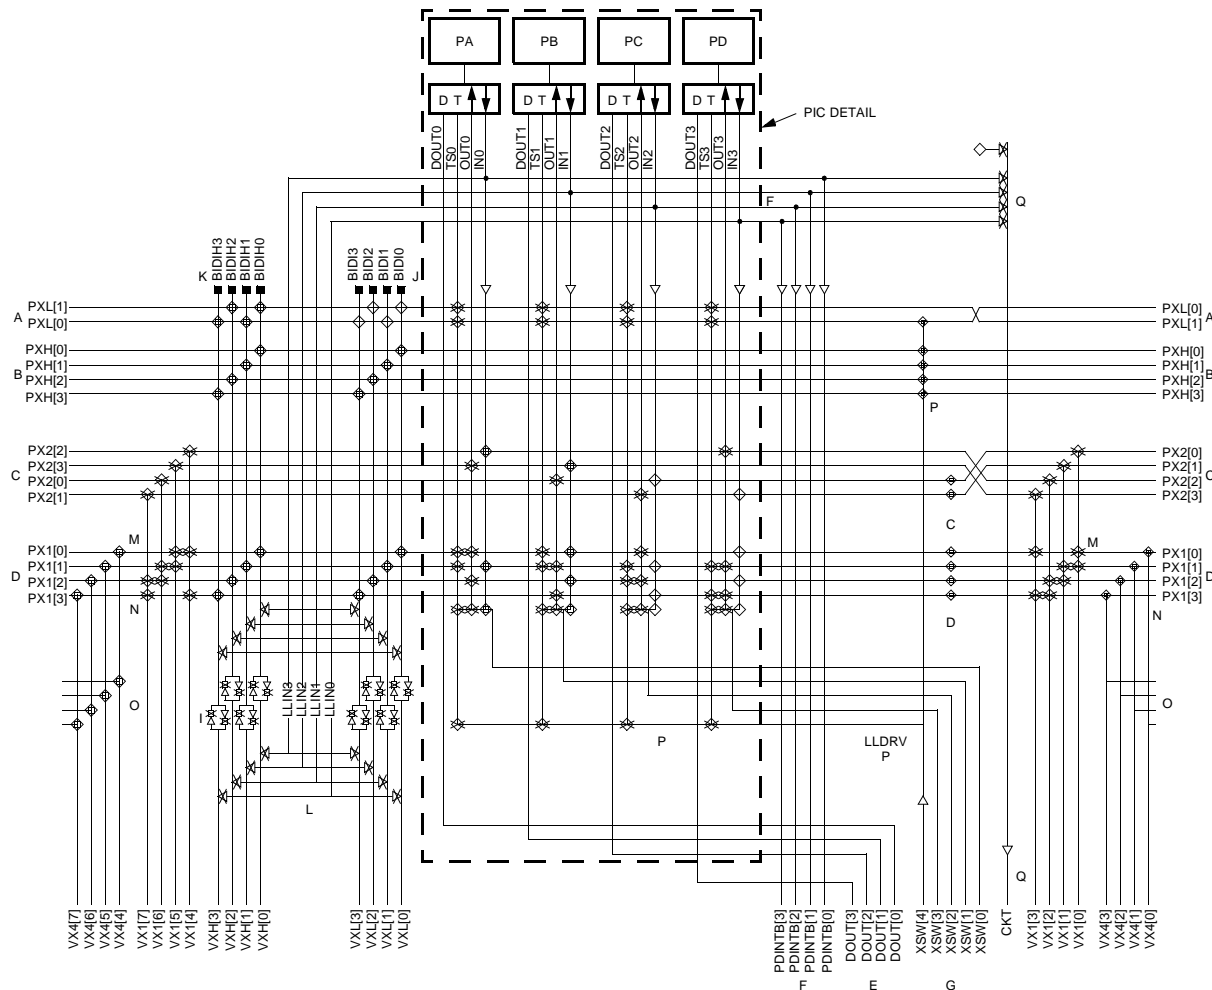 PA PB PC PD
D T D T D T D T
PIC DETAIL
DOUT0
TS0
OUT0
IN0
DOUT1
TS1
OUT1
IN1
DOUT2
TS2
OUT2
IN2
DOUT3
TS3
OUT3
IN3
F
Q
K
BIDIH3
BIDIH2
BIDIH1
BIDIH0
BIDI3
BIDI2
BIDI1
BIDI0
J
A
PXL[1]
PXL[0]
PXL[0]
PXL[1]
A
B
PXH[0]
PXH[1]
PXH[2]
PXH[3]
PXH[0]
PXH[1]
PXH[2]
PXH[3]
B
P
C
PX2[2]
PX2[3]
PX2[0]
PX2[1]
PX2[0]
PX2[1]
PX2[2]
PX2[3]
C
C
M
M
D
PX1[0]
PX1[1]
PX1[2]
PX1[3]
PX1[0]
PX1[1]
PX1[2]
PX1[3]
D
N
D
N
O
I
LLIN3
LLIN2
LLIN1
LLIN0
O
P
LLDRV
P
L
Q
VX4[7]
VX4[6]
VX4[5]
VX4[4]
VX1[7]
VX1[6]
VX1[5]
VX1[4]
VXH[3]
VXH[2]
VXH[1]
VXH[0]
VXL[3]
VXL[2]
VXL[1]
VXL[0]
PDINTB[3]
PDINTB[2]
PDINTB[1]
PDINTB[0]
DOUT[3]
DOUT[2]
DOUT[1]
DOUT[0]
XSW[4]
XSW[3]
XSW[2]
XSW[1]
XSW[0]
CKT
VX1[3]
VX1[2]
VX1[1]
VX1[0]
VX4[3]
VX4[2]
VX4[1]
VX4[0]
F E G